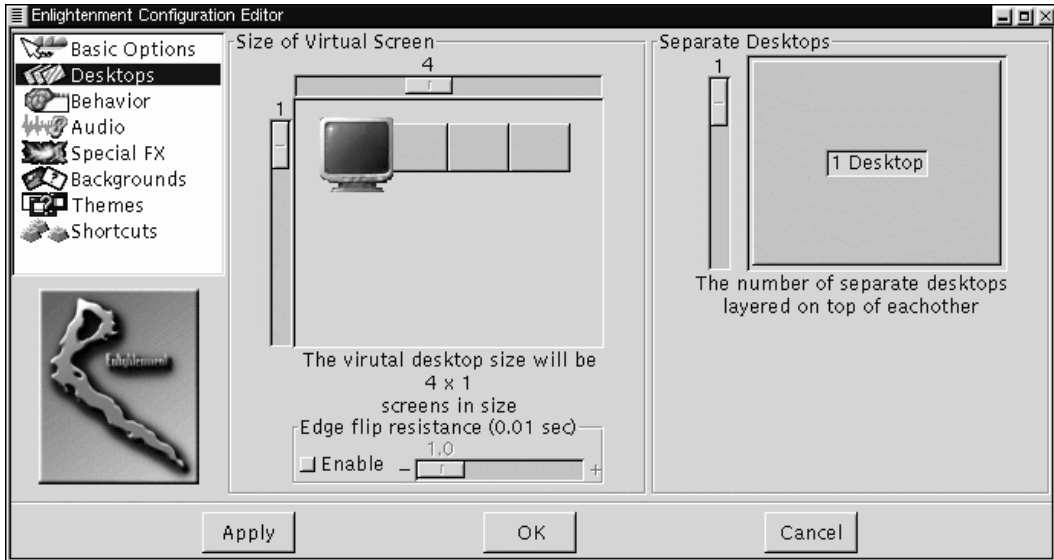 Enlightenment Configuration Editor
Basic Options
Desktops
Behavior
Audio
Special FX
Backgrounds
Themes
Shortcuts
Enlightenment
Size of Virtual Screen
4
1
The virutal desktop size will be
4 x 1
screens in size
Edge flip resistance (0.01 sec)
Enable
1.0
- +
Separate Desktops
1
1 Desktop
The number of separate desktops
layered on top of eachother
Apply
OK
Cancel